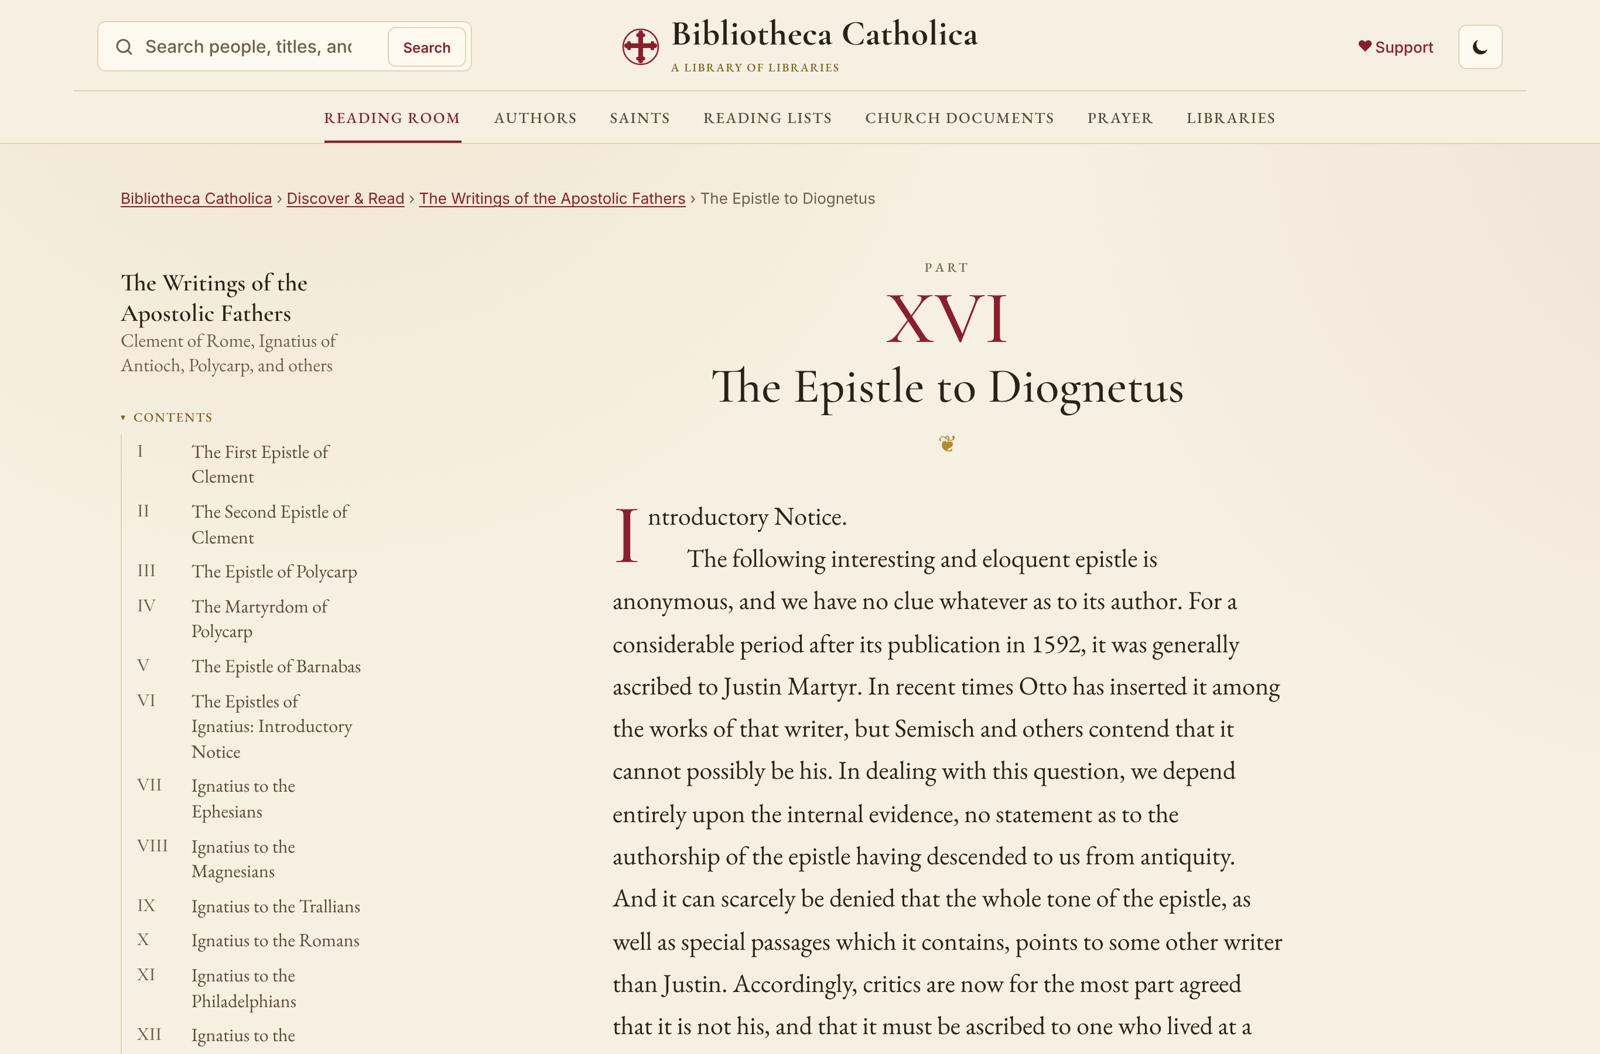 Search people, titles, and
Search
Bibliotheca Catholica
A LIBRARY OF LIBRARIES
Support
READING ROOM
AUTHORS
SAINTS
READING LISTS
CHURCH DOCUMENTS
PRAYER
LIBRARIES
Bibliotheca Catholica › Discover & Read › The Writings of the Apostolic Fathers › The Epistle to Diognetus
The Writings of the
Apostolic Fathers
Clement of Rome, Ignatius of
Antioch, Polycarp, and others
▾ CONTENTS
I The First Epistle of
Clement
II The Second Epistle of
Clement
III The Epistle of Polycarp
IV The Martyrdom of
Polycarp
V The Epistle of Barnabas
VI The Epistles of
Ignatius: Introductory
Notice
VII Ignatius to the
Ephesians
VIII Ignatius to the
Magnesians
IX Ignatius to the Trallians
X Ignatius to the Romans
XI Ignatius to the
Philadelphians
XII Ignatius to the
PART
XVI
The Epistle to Diognetus
Introductory Notice.
The following interesting and eloquent epistle is
anonymous, and we have no clue whatever as to its author. For a
considerable period after its publication in 1592, it was generally
ascribed to Justin Martyr. In recent times Otto has inserted it among
the works of that writer, but Semisch and others contend that it
cannot possibly be his. In dealing with this question, we depend
entirely upon the internal evidence, no statement as to the
authorship of the epistle having descended to us from antiquity.
And it can scarcely be denied that the whole tone of the epistle, as
well as special passages which it contains, points to some other writer
than Justin. Accordingly, critics are now for the most part agreed
that it is not his, and that it must be ascribed to one who lived at a